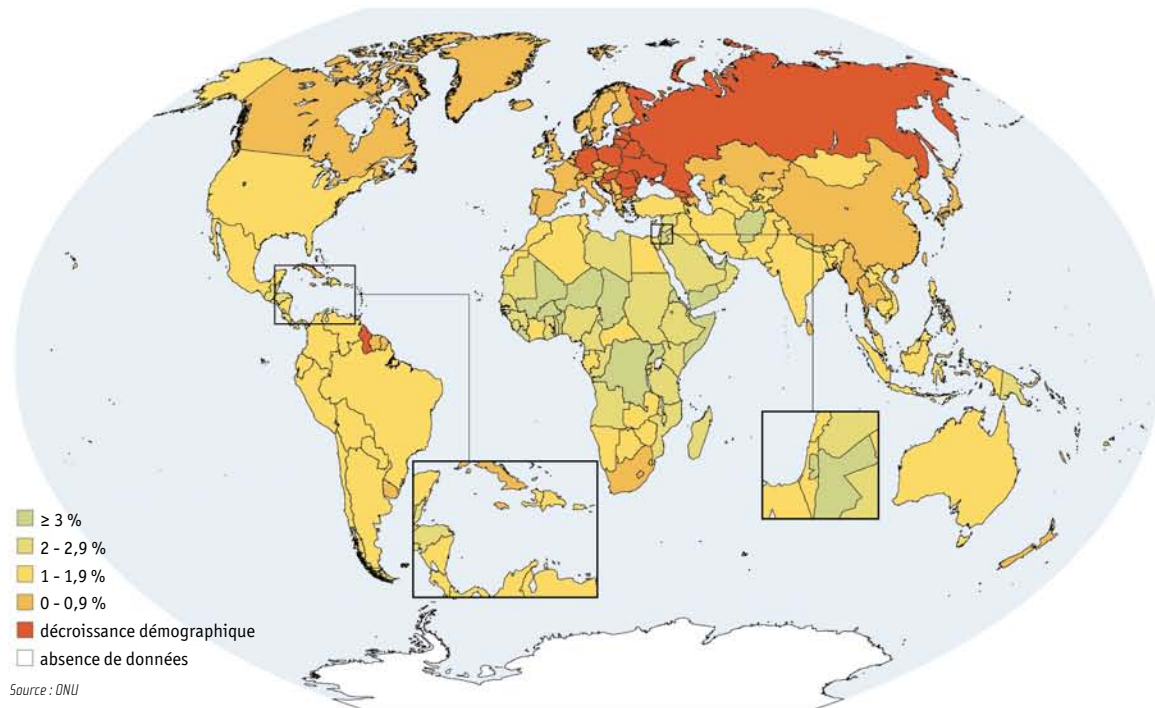 ≥ 3 %
2 - 2,9 %
1 - 1,9 %
0 - 0,9 %
décroissance démographique
absence de données
Source : ONU